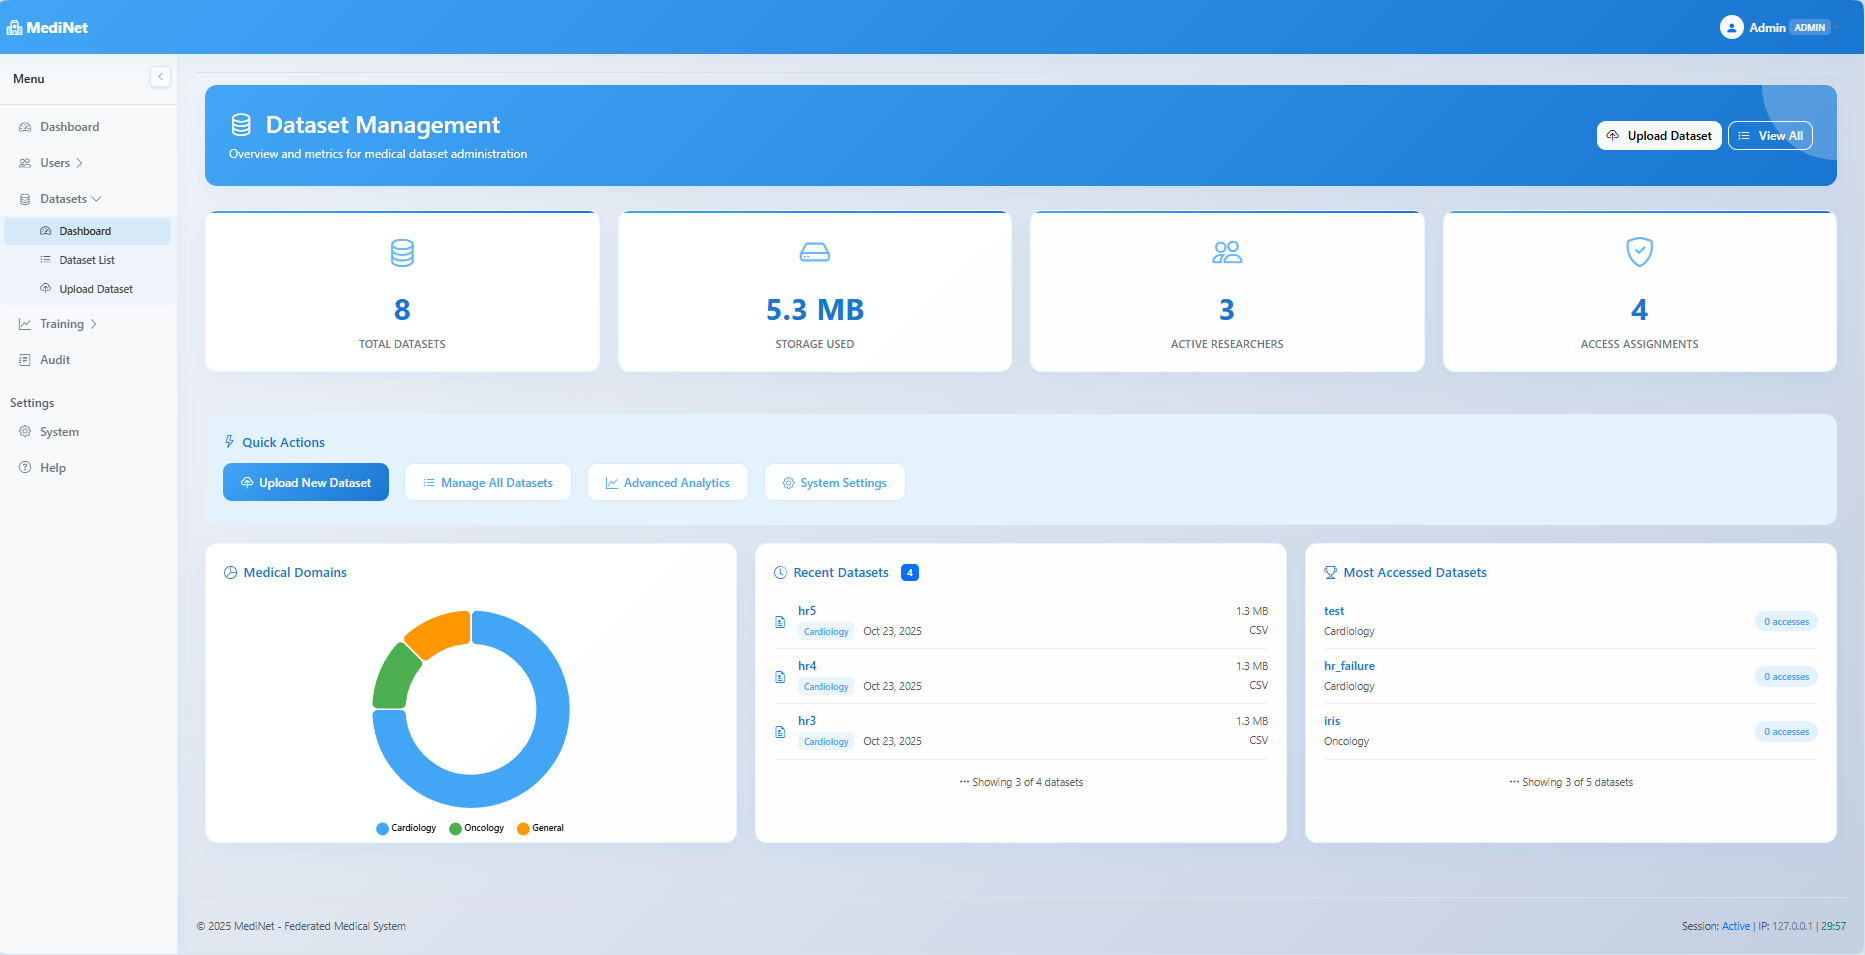 MediNet
Admin ADMIN
Menu
Dashboard
Users
Datasets
Dashboard
Dataset List
Upload Dataset
Training
Audit
Settings
System
Help
Dataset Management
Overview and metrics for medical dataset administration
Upload Dataset
View All
8
TOTAL DATASETS
5.3 MB
STORAGE USED
3
ACTIVE RESEARCHERS
4
ACCESS ASSIGNMENTS
Quick Actions
Upload New Dataset
Manage All Datasets
Advanced Analytics
System Settings
Medical Domains
Cardiology Oncology General
Recent Datasets 4
hr5 1.3 MB
Cardiology Oct 23, 2025 CSV
hr4 1.3 MB
Cardiology Oct 23, 2025 CSV
hr3 1.3 MB
Cardiology Oct 23, 2025 CSV
··· Showing 3 of 4 datasets
Most Accessed Datasets
test
Cardiology
0 accesses
hr_failure
Cardiology
0 accesses
iris
Oncology
0 accesses
··· Showing 3 of 5 datasets
© 2025 MediNet - Federated Medical System
Session: Active | IP: 127.0.0.1 | 29:57